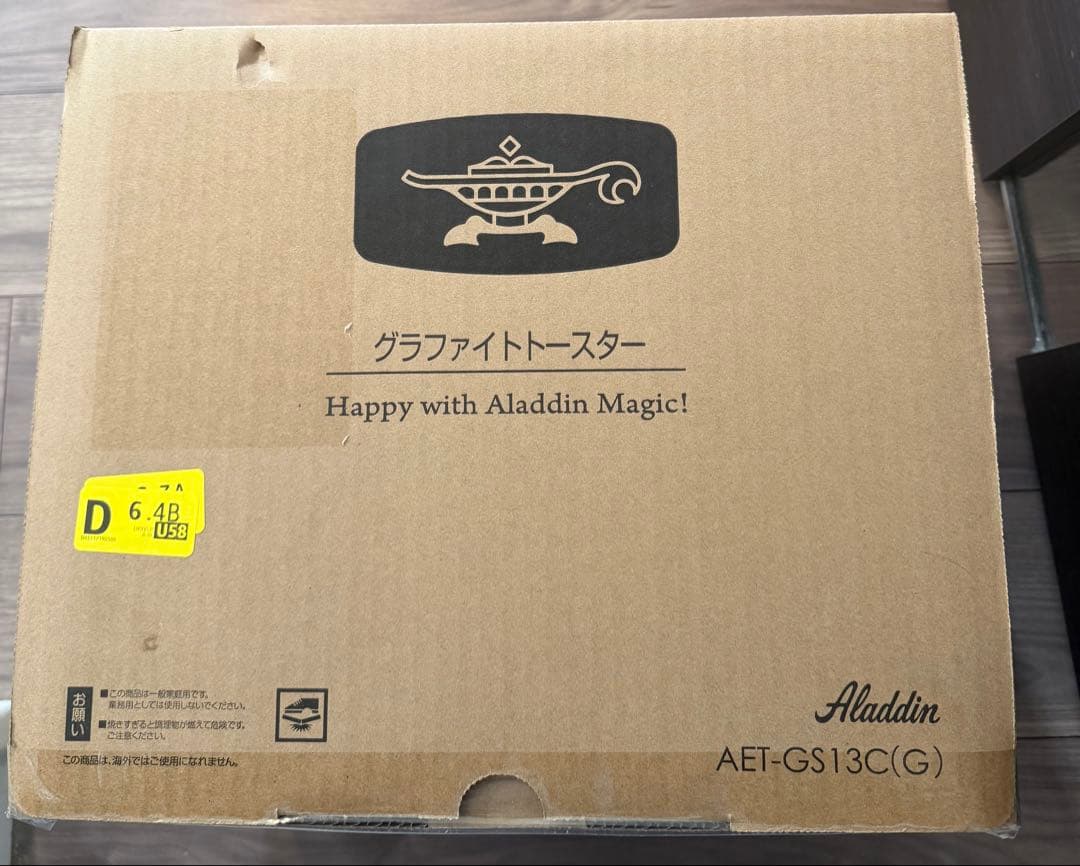 グラファイトトースター
Happy with Aladdin Magic!
D 6.4B
U58
お願い
■この商品は一般家庭用です。
業務用としては使用しないでください。
■焼きすぎると調理物が燃えて危険です。
ご注意ください。
この商品は、海外ではご使用になれません。
Aladdin
AET-GS13C(G)